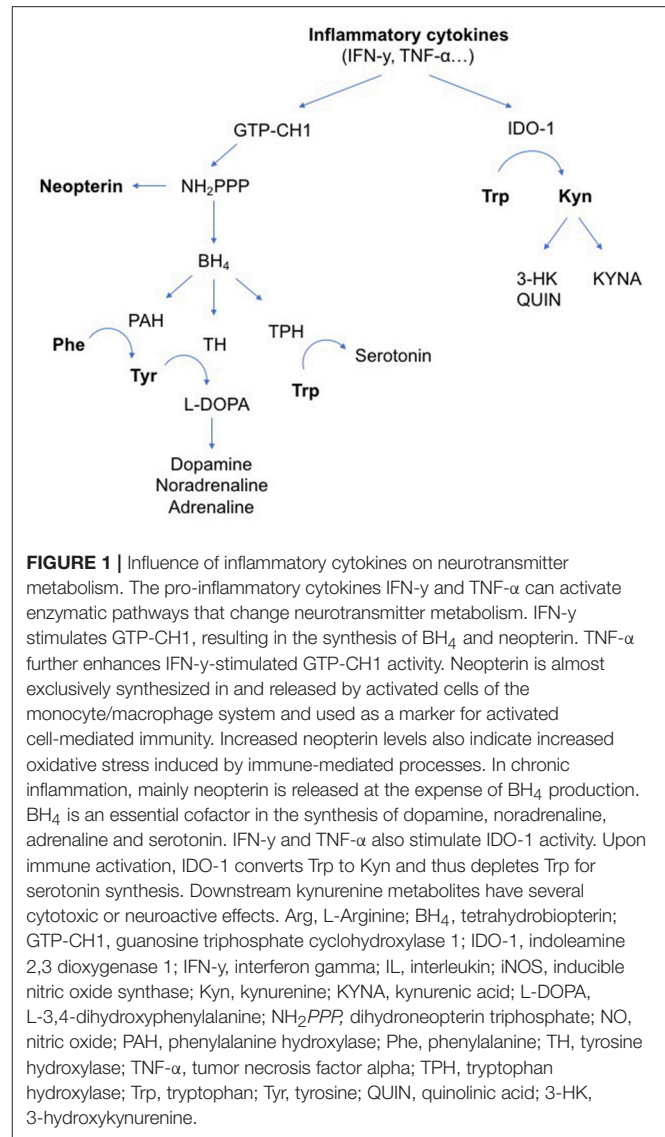 Inflammatory cytokines
(IFN-y, TNF-α...)
GTP-CH1
IDO-1
Neopterin
NH₂PPP
Trp
Kyn
BH₄
3-HK
QUIN
KYNA
PAH
TH
TPH
Phe
Tyr
Serotonin
Trp
L-DOPA
Dopamine
Noradrenaline
Adrenaline
FIGURE 1 | Influence of inflammatory cytokines on neurotransmitter
metabolism. The pro-inflammatory cytokines IFN-y and TNF-α can activate
enzymatic pathways that change neurotransmitter metabolism. IFN-y
stimulates GTP-CH1, resulting in the synthesis of BH₄ and neopterin. TNF-α
further enhances IFN-y-stimulated GTP-CH1 activity. Neopterin is almost
exclusively synthesized in and released by activated cells of the
monocyte/macrophage system and used as a marker for activated
cell-mediated immunity. Increased neopterin levels also indicate increased
oxidative stress induced by immune-mediated processes. In chronic
inflammation, mainly neopterin is released at the expense of BH₄ production.
BH₄ is an essential cofactor in the synthesis of dopamine, noradrenaline,
adrenaline and serotonin. IFN-y and TNF-α also stimulate IDO-1 activity. Upon
immune activation, IDO-1 converts Trp to Kyn and thus depletes Trp for
serotonin synthesis. Downstream kynurenine metabolites have several
cytotoxic or neuroactive effects. Arg, L-Arginine; BH₄, tetrahydrobiopterin;
GTP-CH1, guanosine triphosphate cyclohydroxylase 1; IDO-1, indoleamine
2,3 dioxygenase 1; IFN-y, interferon gamma; IL, interleukin; iNOS, inducible
nitric oxide synthase; Kyn, kynurenine; KYNA, kynurenic acid; L-DOPA,
L-3,4-dihydroxyphenylalanine; NH₂PPP, dihydroneopterin triphosphate; NO,
nitric oxide; PAH, phenylalanine hydroxylase; Phe, phenylalanine; TH, tyrosine
hydroxylase; TNF-α, tumor necrosis factor alpha; TPH, tryptophan
hydroxylase; Trp, tryptophan; Tyr, tyrosine; QUIN, quinolinic acid; 3-HK,
3-hydroxykynurenine.